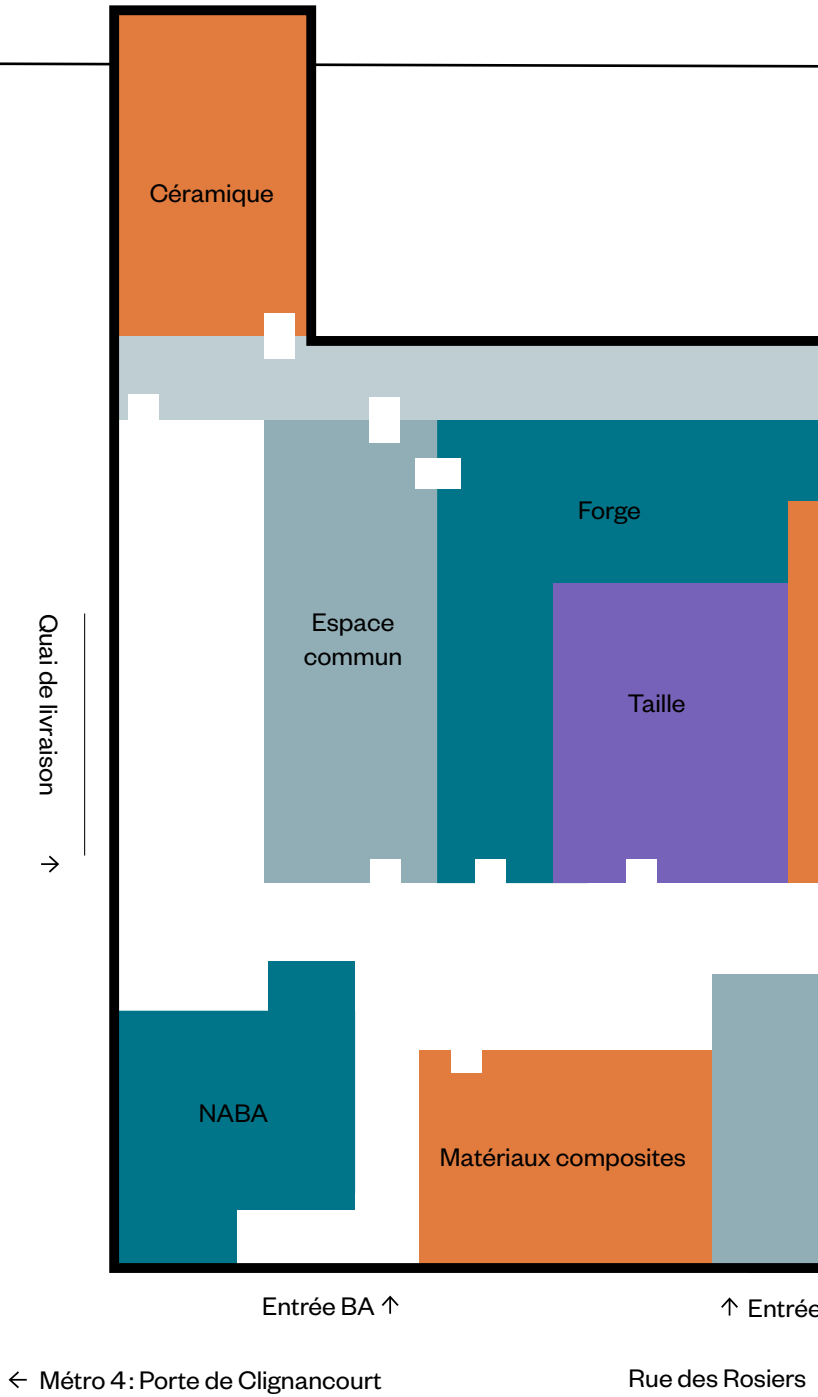 Céramique
Forge
Espace
commun
Quai de livraison →
Taille
NABA
Matériaux composites
Entrée BA ↑
↑ Entrée
← Métro 4 : Porte de Clignancourt
Rue des Rosiers